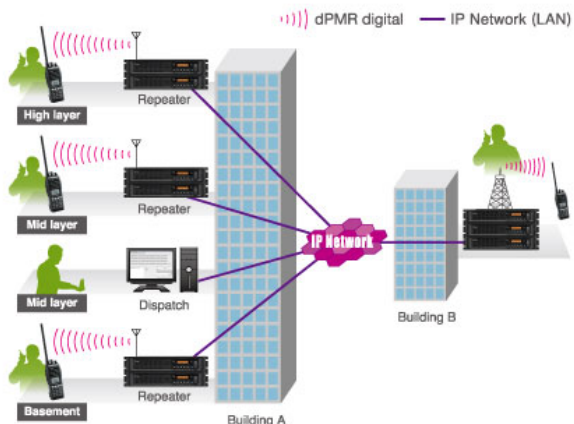 dPMR digital
IP Network (LAN)
Repeater
High layer
Repeater
Mid layer
IP Network
Mid layer
Dispatch
Building B
Repeater
Basement
Building A